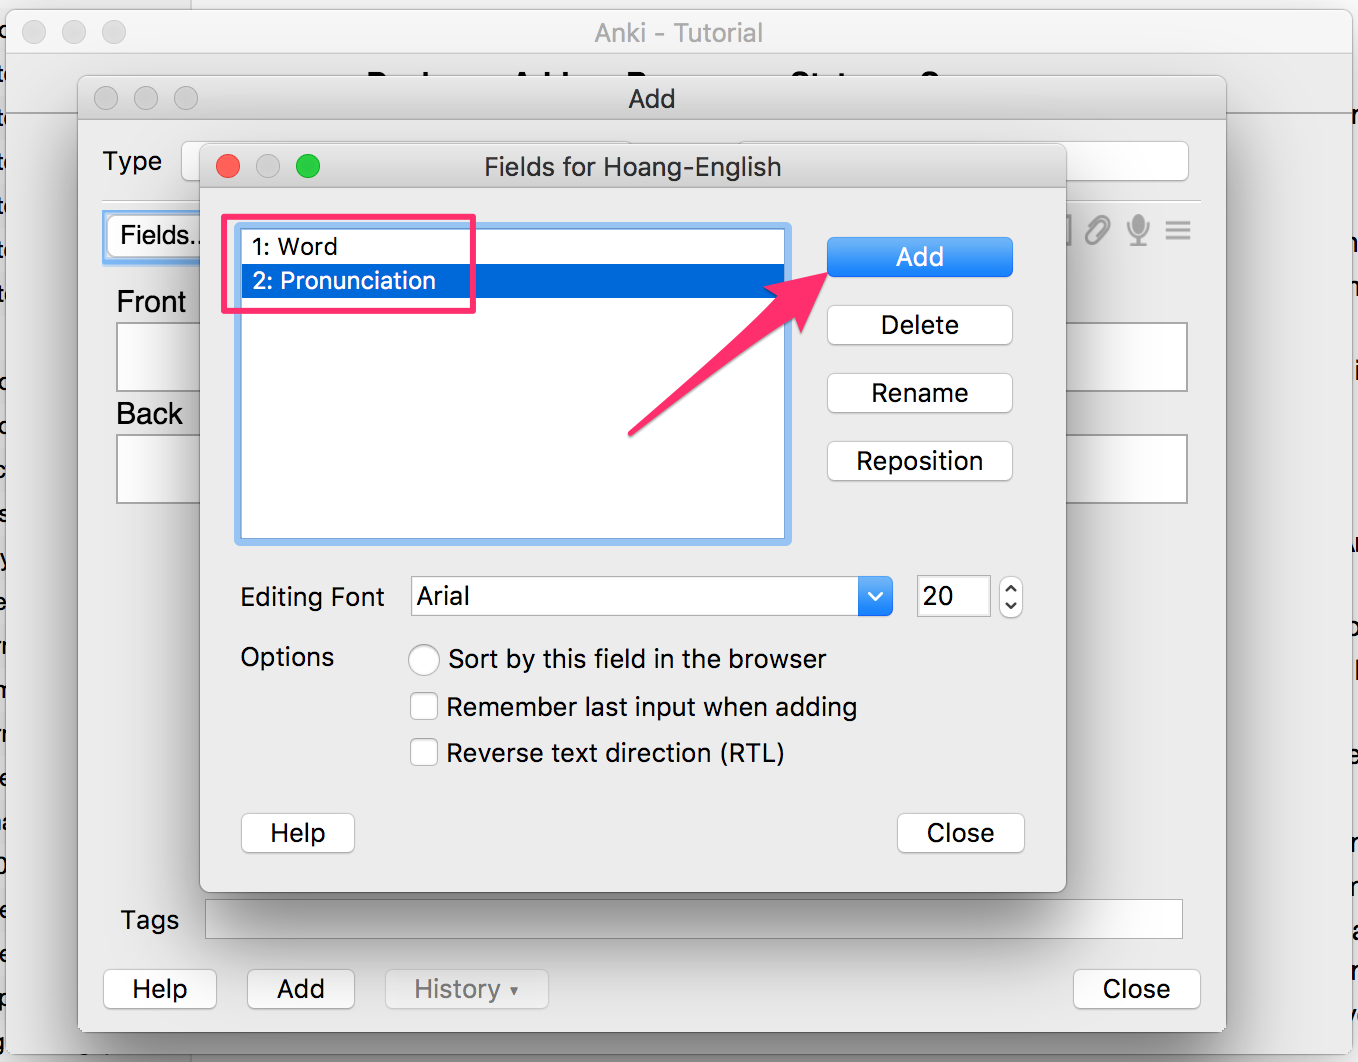 Anki - Tutorial
Add
Type
Fields for Hoang-English
Fields..
1: Word
2: Pronunciation
Add
Delete
Rename
Reposition
Front
Back
Editing Font Arial 20
Options Sort by this field in the browser
Remember last input when adding
Reverse text direction (RTL)
Help Close
Tags
Help Add History ▾ Close